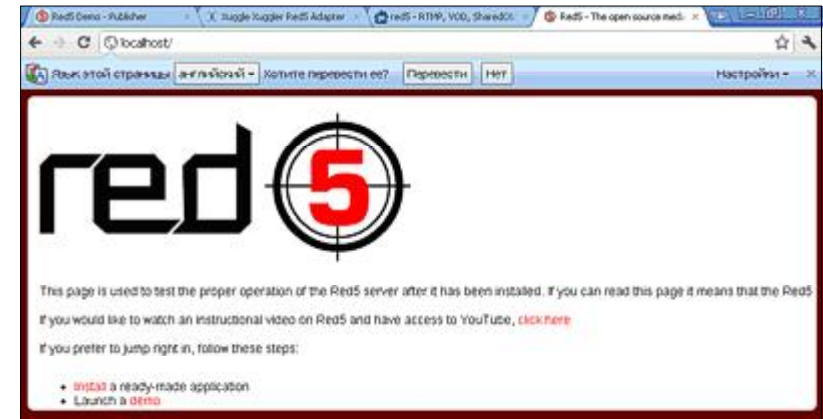 Red5 Demo - Publisher
Xuggle Xuggler Red5 Adapter
red5 - RTMP, VOD, SharedO
Red5 - The open source medi
localhost/
Язык этой страницы английский Хотите перевести ее? Перевести Нет Настройки
red 5
This page is used to test the proper operation of the Red5 server after it has been installed. If you can read this page it means that the Red5
If you would like to watch an instructional video on Red5 and have access to YouTube, click here
If you prefer to jump right in, follow these steps:
• Install a ready-made application
• Launch a demo